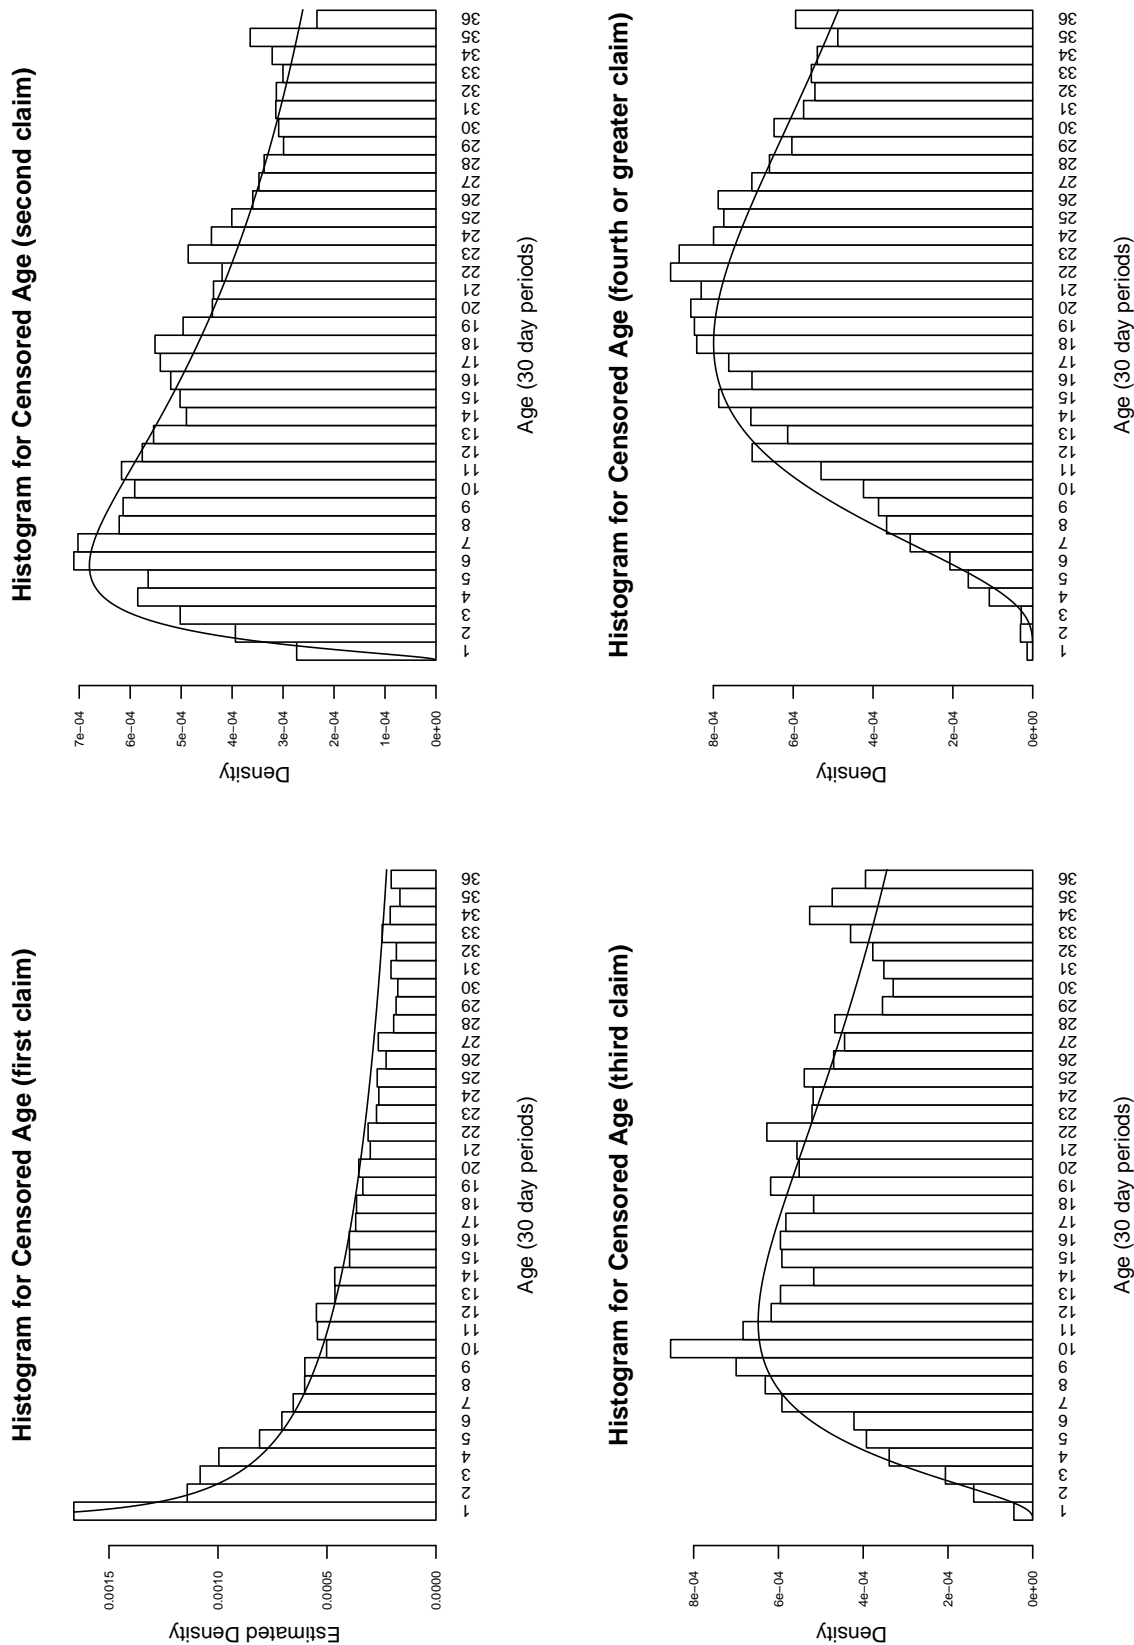 Histogram for Censored Age (first claim)
Estimated Density
0.0015
0.0010
0.0005
0.0000
1 2 3 4 5 6 7 8 9 10 11 12 13 14 15 16 17 18 19 20 21 22 23 24 25 26 27 28 29 30 31 32 33 34 35 36
Age (30 day periods)
Histogram for Censored Age (second claim)
Density
7e−04
6e−04
5e−04
4e−04
3e−04
2e−04
1e−04
0e+00
1 2 3 4 5 6 7 8 9 10 11 12 13 14 15 16 17 18 19 20 21 22 23 24 25 26 27 28 29 30 31 32 33 34 35 36
Age (30 day periods)
Histogram for Censored Age (third claim)
Density
8e−04
6e−04
4e−04
2e−04
0e+00
1 2 3 4 5 6 7 8 9 10 11 12 13 14 15 16 17 18 19 20 21 22 23 24 25 26 27 28 29 30 31 32 33 34 35 36
Age (30 day periods)
Histogram for Censored Age (fourth or greater claim)
Density
8e−04
6e−04
4e−04
2e−04
0e+00
1 2 3 4 5 6 7 8 9 10 11 12 13 14 15 16 17 18 19 20 21 22 23 24 25 26 27 28 29 30 31 32 33 34 35 36
Age (30 day periods)